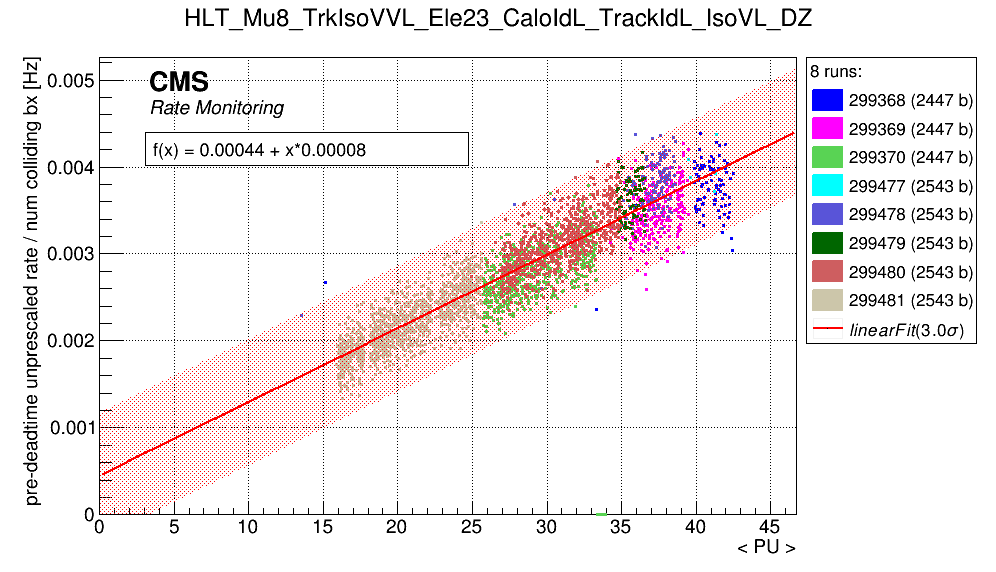 HLT_Mu8_TrkIsoVVL_Ele23_CaloIdL_TrackIdL_IsoVL_DZ
pre-deadtime unprescaled rate / num colliding bx [Hz]
CMS
Rate Monitoring
f(x) = 0.00044 + x*0.00008
0.005
0.004
0.003
0.002
0.001
0
0 5 10 15 20 25 30 35 40 45
< PU >
8 runs:
299368 (2447 b)
299369 (2447 b)
299370 (2447 b)
299477 (2543 b)
299478 (2543 b)
299479 (2543 b)
299480 (2543 b)
299481 (2543 b)
linearFit(3.0σ)